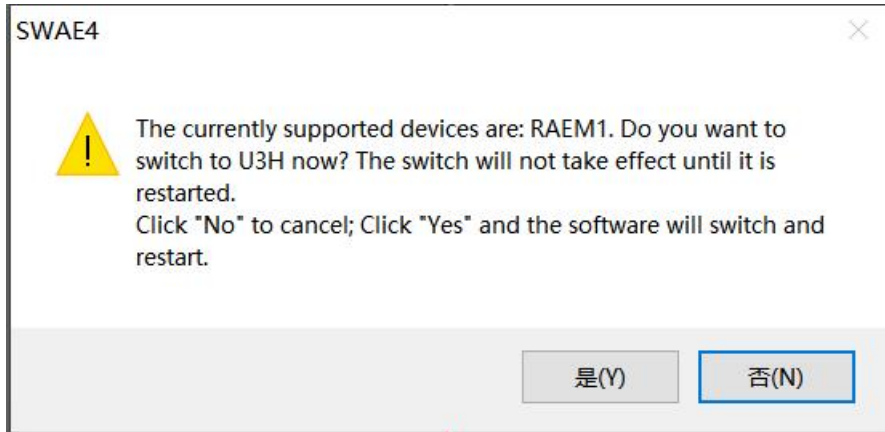 SWAE4
The currently supported devices are: RAEM1. Do you want to
switch to U3H now? The switch will not take effect until it is
restarted.
Click "No" to cancel; Click "Yes" and the software will switch and
restart.
是(Y)
否(N)